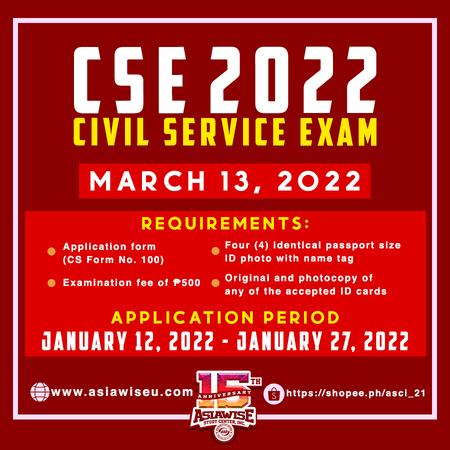 CSE 2022
CIVIL SERVICE EXAM
MARCH 13, 2022
REQUIREMENTS:
Application form
(CS Form No. 100)
Examination fee of ₱500
Four (4) identical passport size
ID photo with name tag
Original and photocopy of
any of the accepted ID cards
APPLICATION PERIOD
JANUARY 12, 2022 - JANUARY 27, 2022
www.asiawiseu.com
15TH
ANNIVERSARY
ASIAWISE
STUDY CENTER, INC.
https://shopee.ph/asci_21